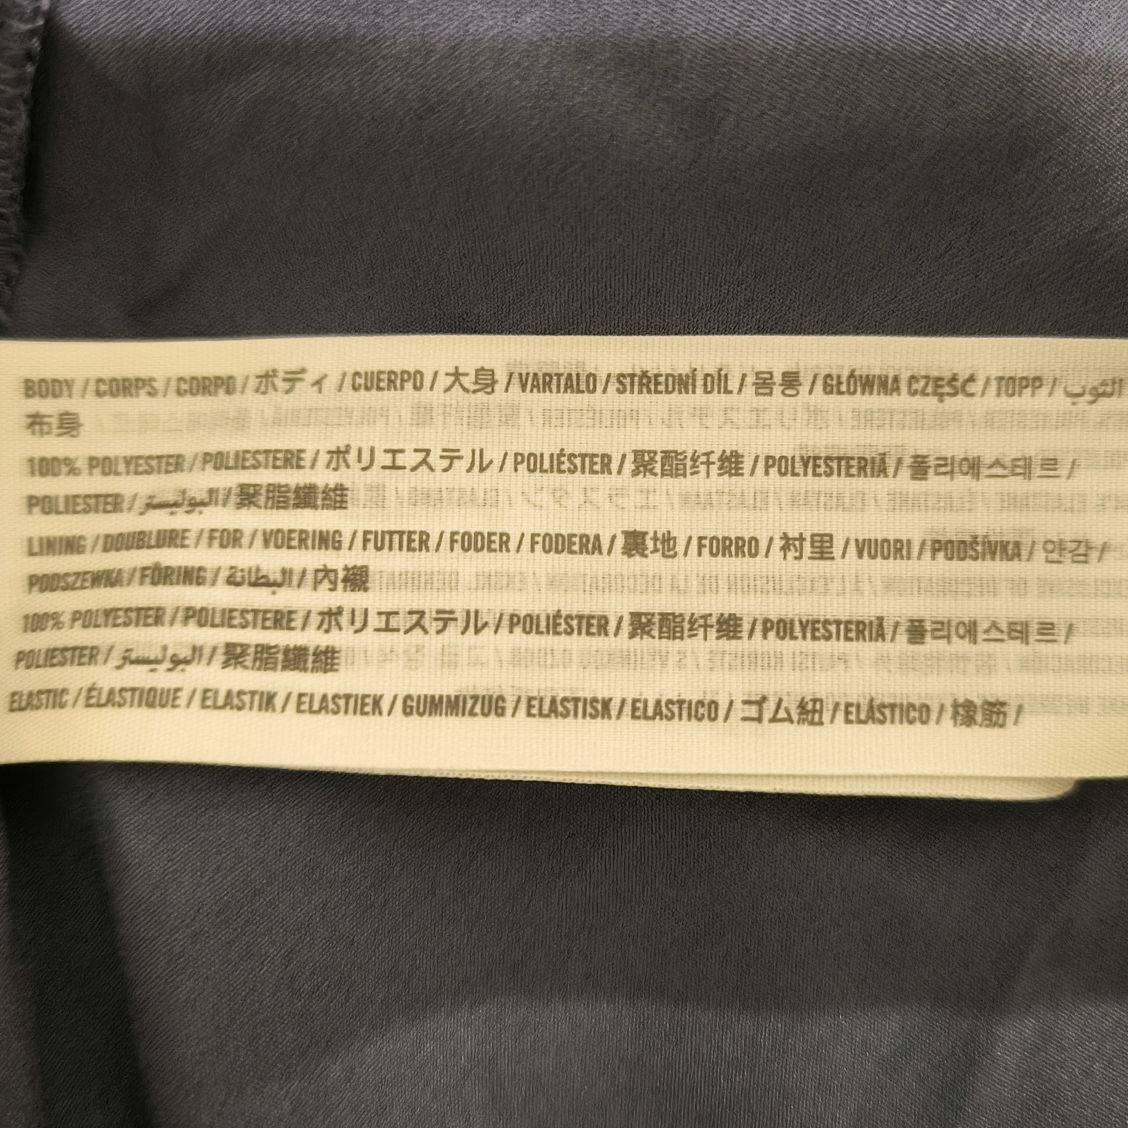 BODY / CORPS / CORPO / ボディ / CUERPO / 大身 / VARTALO / STŘEDNÍ DÍL / 몸통 / GŁÓWNA CZĘŚĆ / TOPP / الثوب
布身
100% POLYESTER / POLIESTERE / ポリエステル / POLIÉSTER / 聚酯纤维 / POLYESTERIÄ / 폴리에스테르 /
POLIESTER / البوليستر / 聚脂纖維
LINING / DOUBLURE / FOR / VOERING / FUTTER / FODER / FODERA / 裏地 / FORRO / 衬里 / VUORI / PODŠÍVKA / 안감 /
PODSZEWKA / FÔRING / البطانة / 內襯
100% POLYESTER / POLIESTERE / ポリエステル / POLIÉSTER / 聚酯纤维 / POLYESTERIÄ / 폴리에스테르 /
POLIESTER / البوليستر / 聚脂纖維
ELASTIC / ÉLASTIQUE / ELASTIK / ELASTIEK / GUMMIZUG / ELASTISK / ELASTICO / ゴム紐 / ELÁSTICO / 橡筋 /